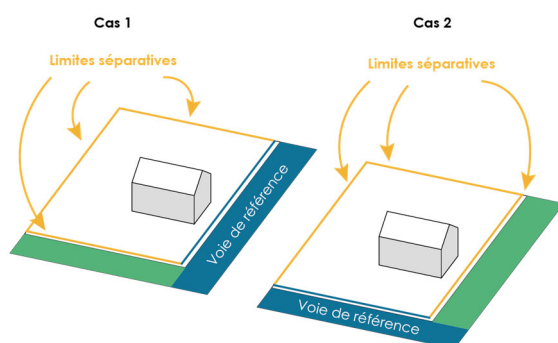 Cas 1
Limites séparatives
Voie de référence
Cas 2
Limites séparatives
Voie de référence